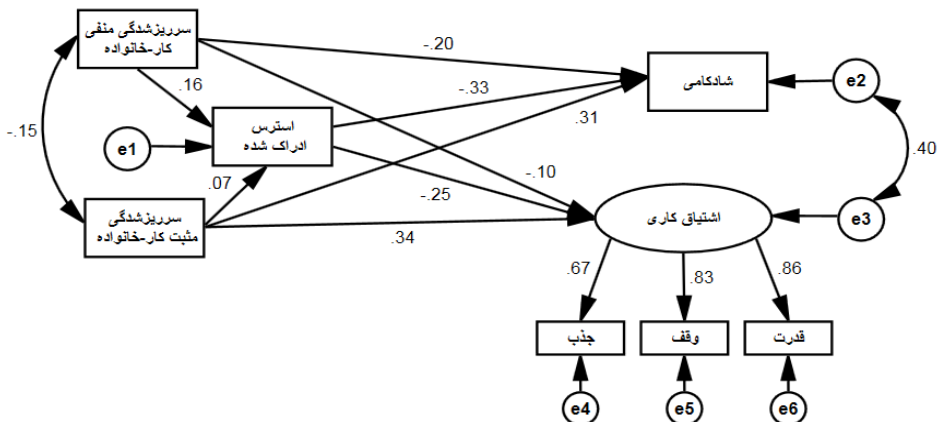 سرریزشدگی منفی
کار-خانواده
-.20
.16
-.33
شادکامی
e2
استرس
ادراک شده
.31
-.15
e1
.40
.07
-.10
-.25
سرریزشدگی
مثبت کار-خانواده
.34
اشتیاق کاری
e3
.67
.83
.86
جذب
وقف
قدرت
e4
e5
e6